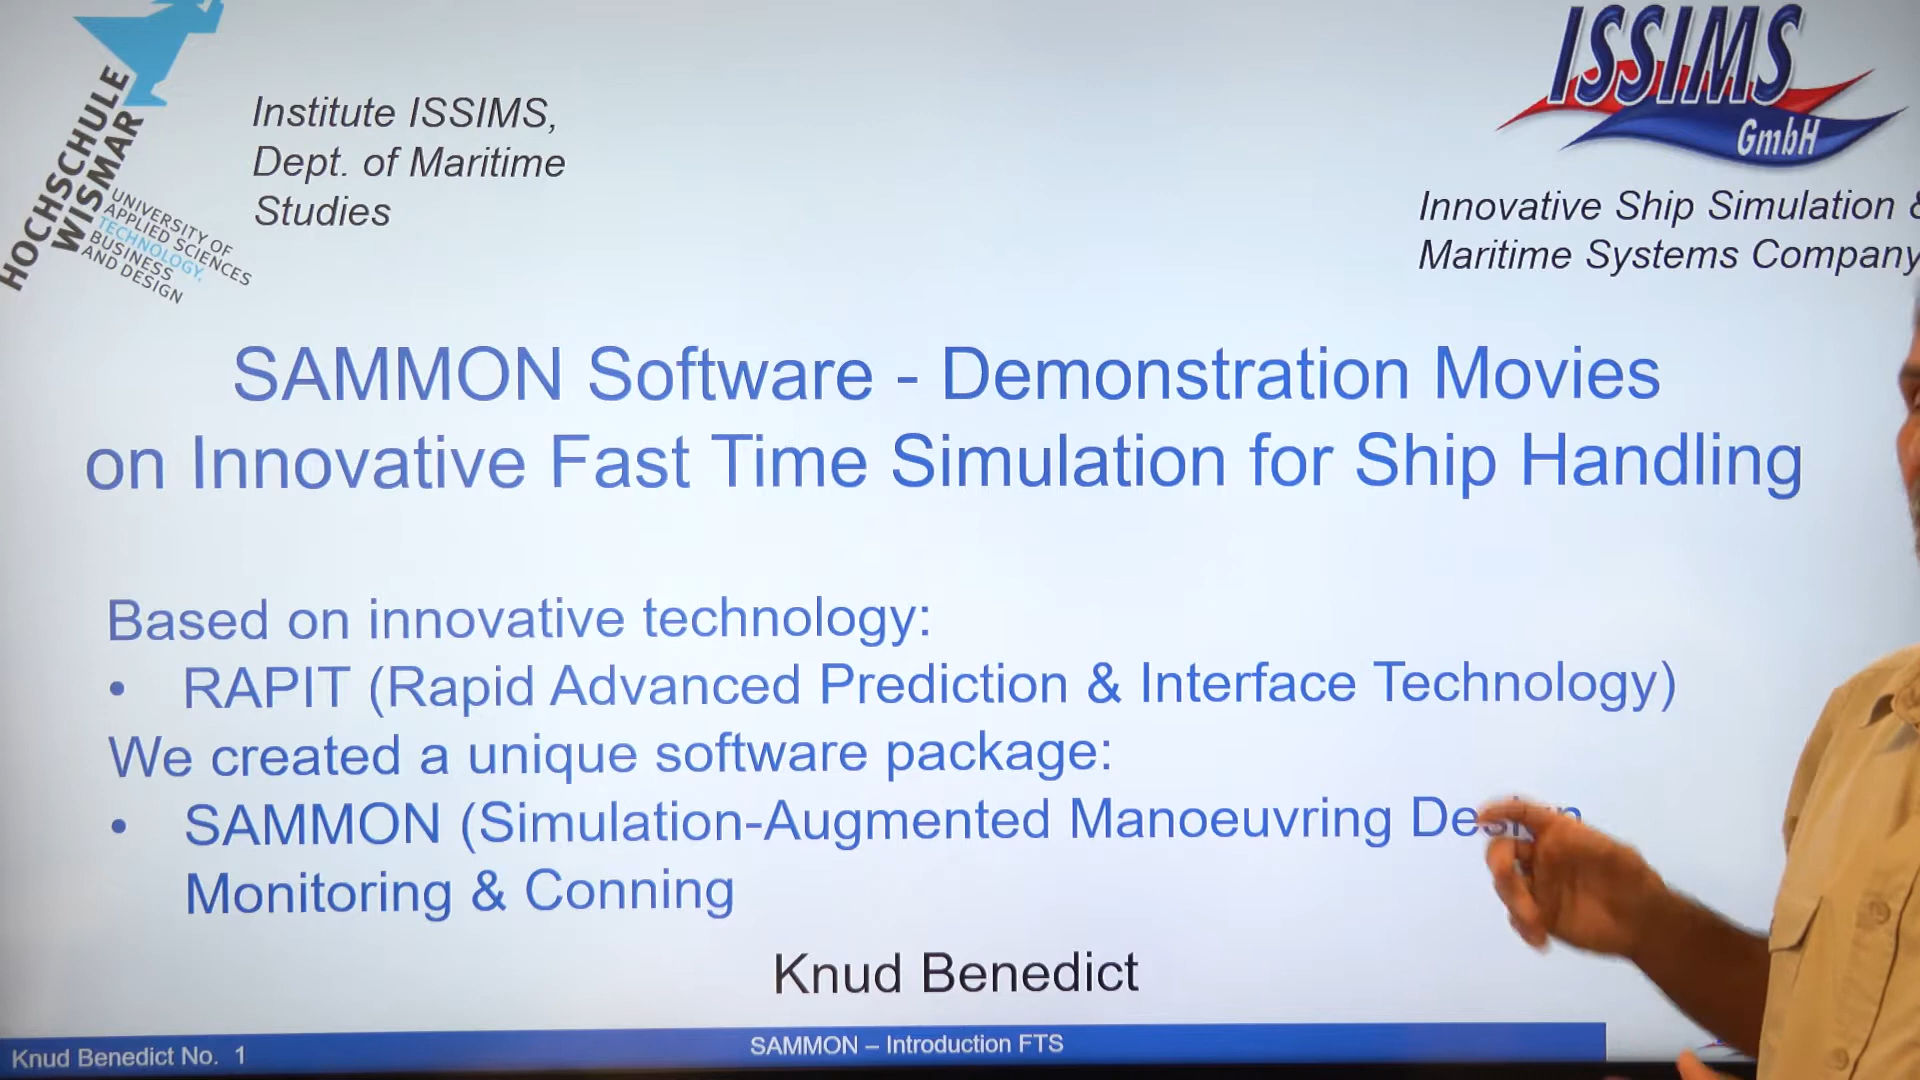 HOCHSCHULE
WISMAR
UNIVERSITY OF
APPLIED SCIENCES
TECHNOLOGY,
BUSINESS
AND DESIGN
Institute ISSIMS,
Dept. of Maritime
Studies
ISSIMS
GmbH
Innovative Ship Simulation &
Maritime Systems Company
SAMMON Software - Demonstration Movies
on Innovative Fast Time Simulation for Ship Handling
Based on innovative technology:
• RAPIT (Rapid Advanced Prediction & Interface Technology)
We created a unique software package:
• SAMMON (Simulation-Augmented Manoeuvring Design
Monitoring & Conning
Knud Benedict
Knud Benedict No. 1
SAMMON – Introduction FTS